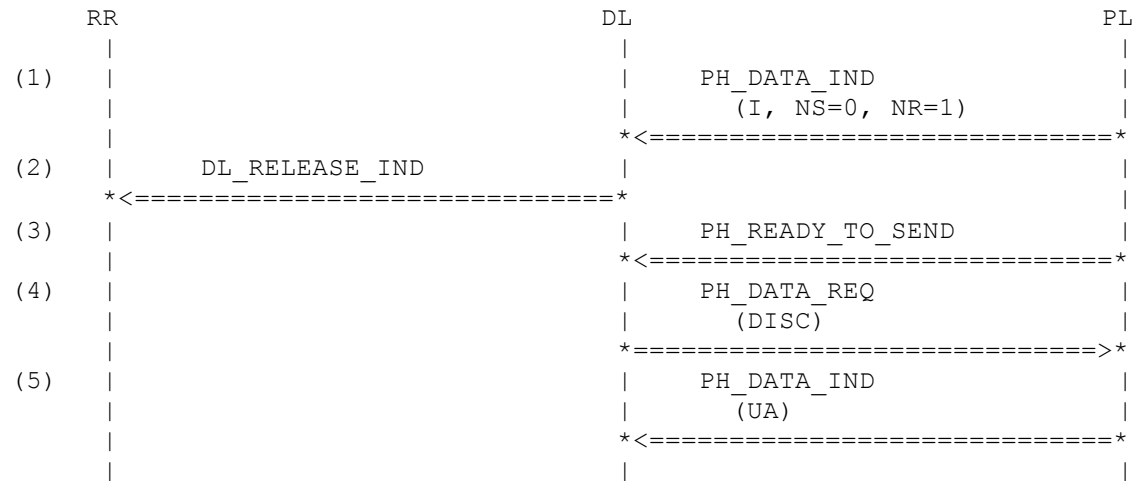 RR DL PL
(1) PH_DATA_IND
(I, NS=0, NR=1)
*<=============================*
(2) DL_RELEASE_IND
*<==============================*
(3) PH_READY_TO_SEND
*<=============================*
(4) PH_DATA_REQ
(DISC)
*=============================>*
(5) PH_DATA_IND
(UA)
*<=============================*